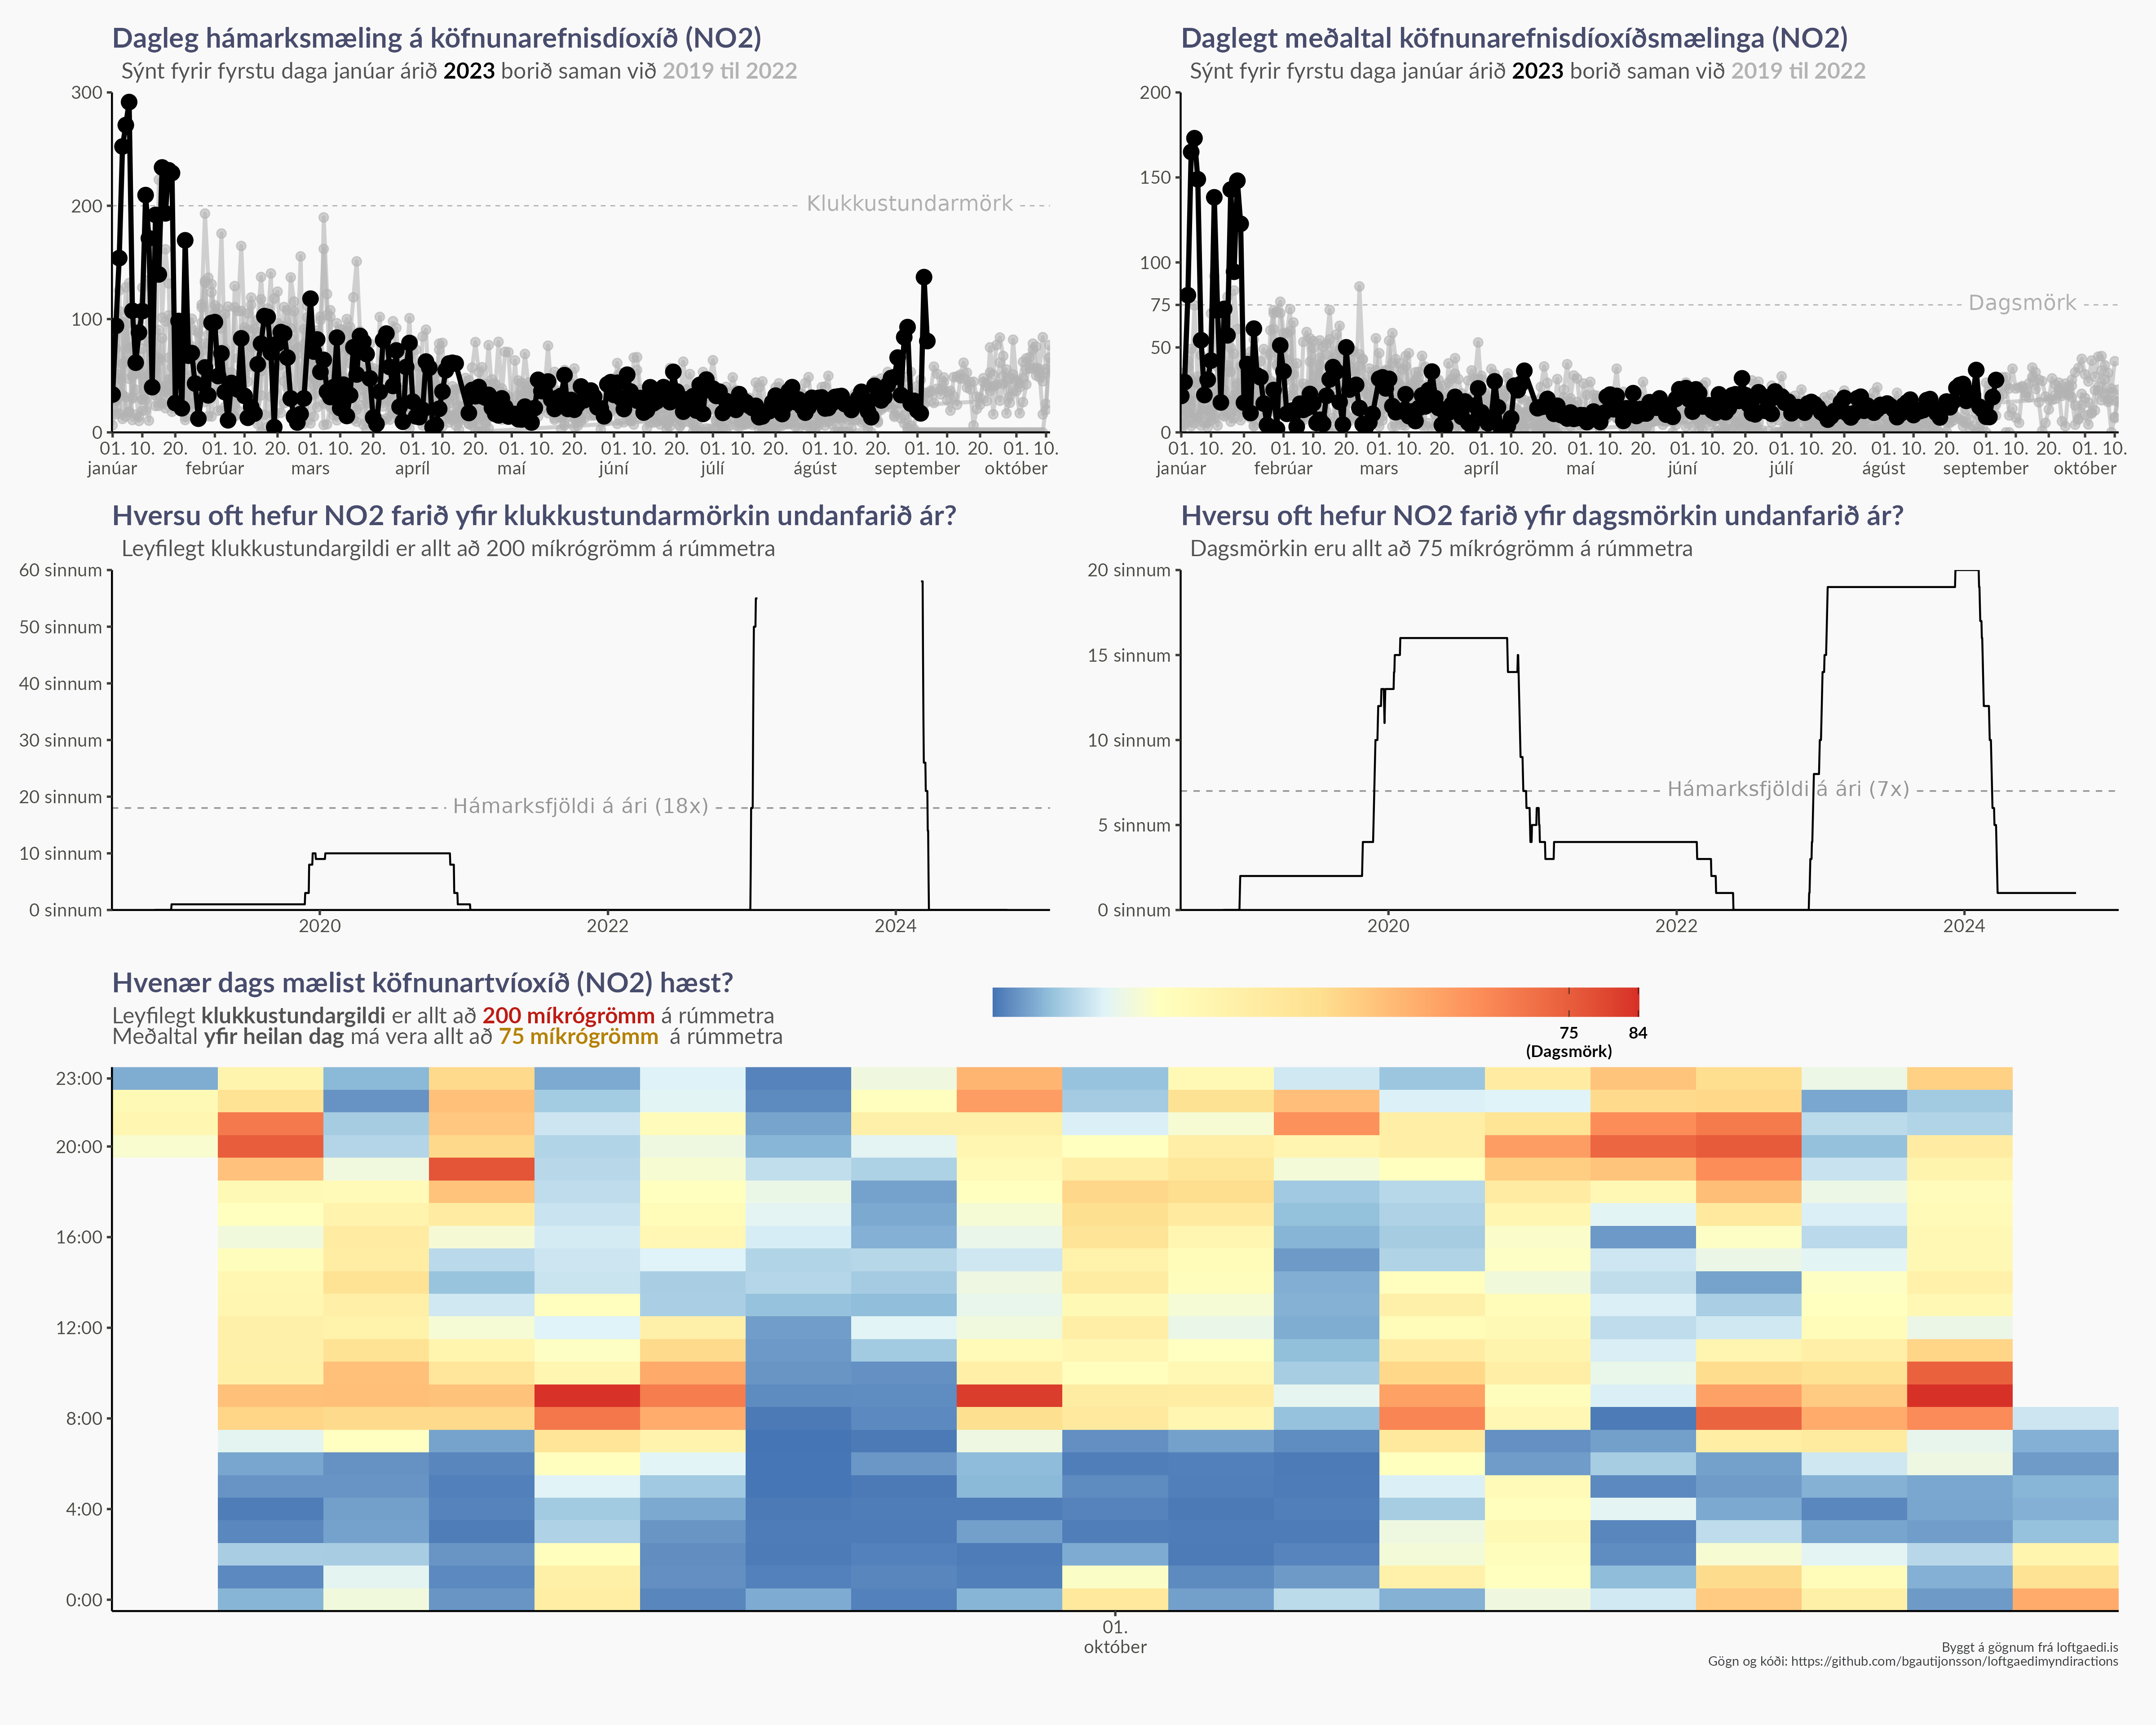 Dagleg hámarksmæling á köfnunarefnisdíoxíð (NO2)
Sýnt fyrir fyrstu daga janúar árið 2023 borið saman við 2019 til 2022
300
200
100
0
Klukkustundarmörk
01. 10. 20. 01. 10. 20. 01. 10. 20. 01. 10. 20. 01. 10. 20. 01. 10. 20. 01. 10. 20. 01. 10. 20. 01. 10. 20. 01. 10.
janúar febrúar mars apríl maí júní júlí ágúst september október
Daglegt meðaltal köfnunarefnisdíoxíðsmælinga (NO2)
Sýnt fyrir fyrstu daga janúar árið 2023 borið saman við 2019 til 2022
200
150
100
75
50
0
Dagsmörk
01. 10. 20. 01. 10. 20. 01. 10. 20. 01. 10. 20. 01. 10. 20. 01. 10. 20. 01. 10. 20. 01. 10. 20. 01. 10. 20. 01. 10.
janúar febrúar mars apríl maí júní júlí ágúst september október
Hversu oft hefur NO2 farið yfir klukkustundarmörkin undanfarið ár?
Leyfilegt klukkustundargildi er allt að 200 míkrógrömm á rúmmetra
60 sinnum
50 sinnum
40 sinnum
30 sinnum
20 sinnum
10 sinnum
0 sinnum
Hámarksfjöldi á ári (18x)
2020 2022 2024
Hversu oft hefur NO2 farið yfir dagsmörkin undanfarið ár?
Dagsmörkin eru allt að 75 míkrógrömm á rúmmetra
20 sinnum
15 sinnum
10 sinnum
5 sinnum
0 sinnum
Hámarksfjöldi á ári (7x)
2020 2022 2024
Hvenær dags mælist köfnunartvíoxíð (NO2) hæst?
Leyfilegt klukkustundargildi er allt að 200 míkrógrömm á rúmmetra
Meðaltal yfir heilan dag má vera allt að 75 míkrógrömm á rúmmetra
75 84
(Dagsmörk)
23:00
20:00
16:00
12:00
8:00
4:00
0:00
01.
október
Byggt á gögnum frá loftgaedi.is
Gögn og kóði: https://github.com/bgautijonsson/loftgaedimyndiractions